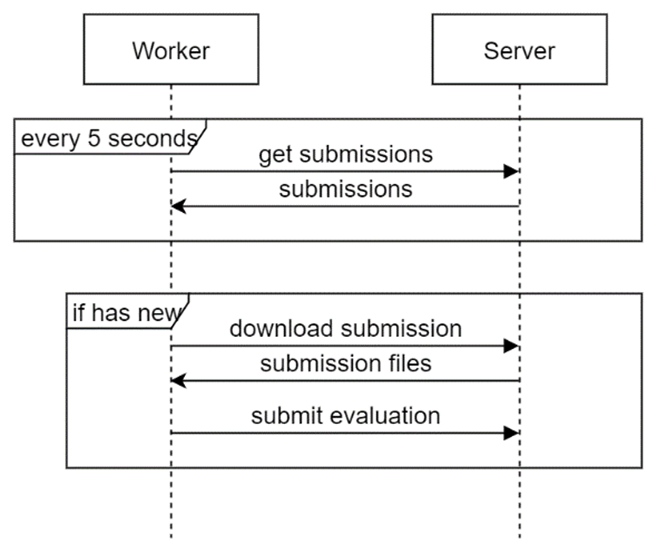 Worker
Server
every 5 seconds
get submissions
submissions
if has new
download submission
submission files
submit evaluation